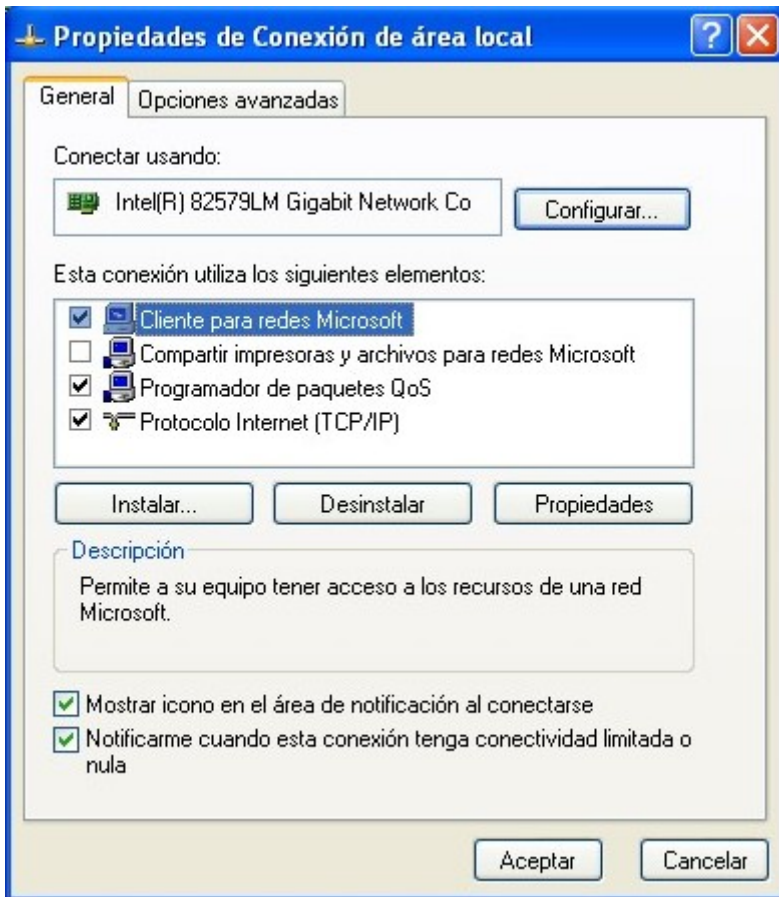 Propiedades de Conexión de área local
General
Opciones avanzadas
Conectar usando:
Intel(R) 82579LM Gigabit Network Co
Configurar...
Esta conexión utiliza los siguientes elementos:
Cliente para redes Microsoft
Compartir impresoras y archivos para redes Microsoft
Programador de paquetes QoS
Protocolo Internet (TCP/IP)
Instalar...
Desinstalar
Propiedades
Descripción
Permite a su equipo tener acceso a los recursos de una red
Microsoft.
Mostrar icono en el área de notificación al conectarse
Notificarme cuando esta conexión tenga conectividad limitada o
nula
Aceptar
Cancelar